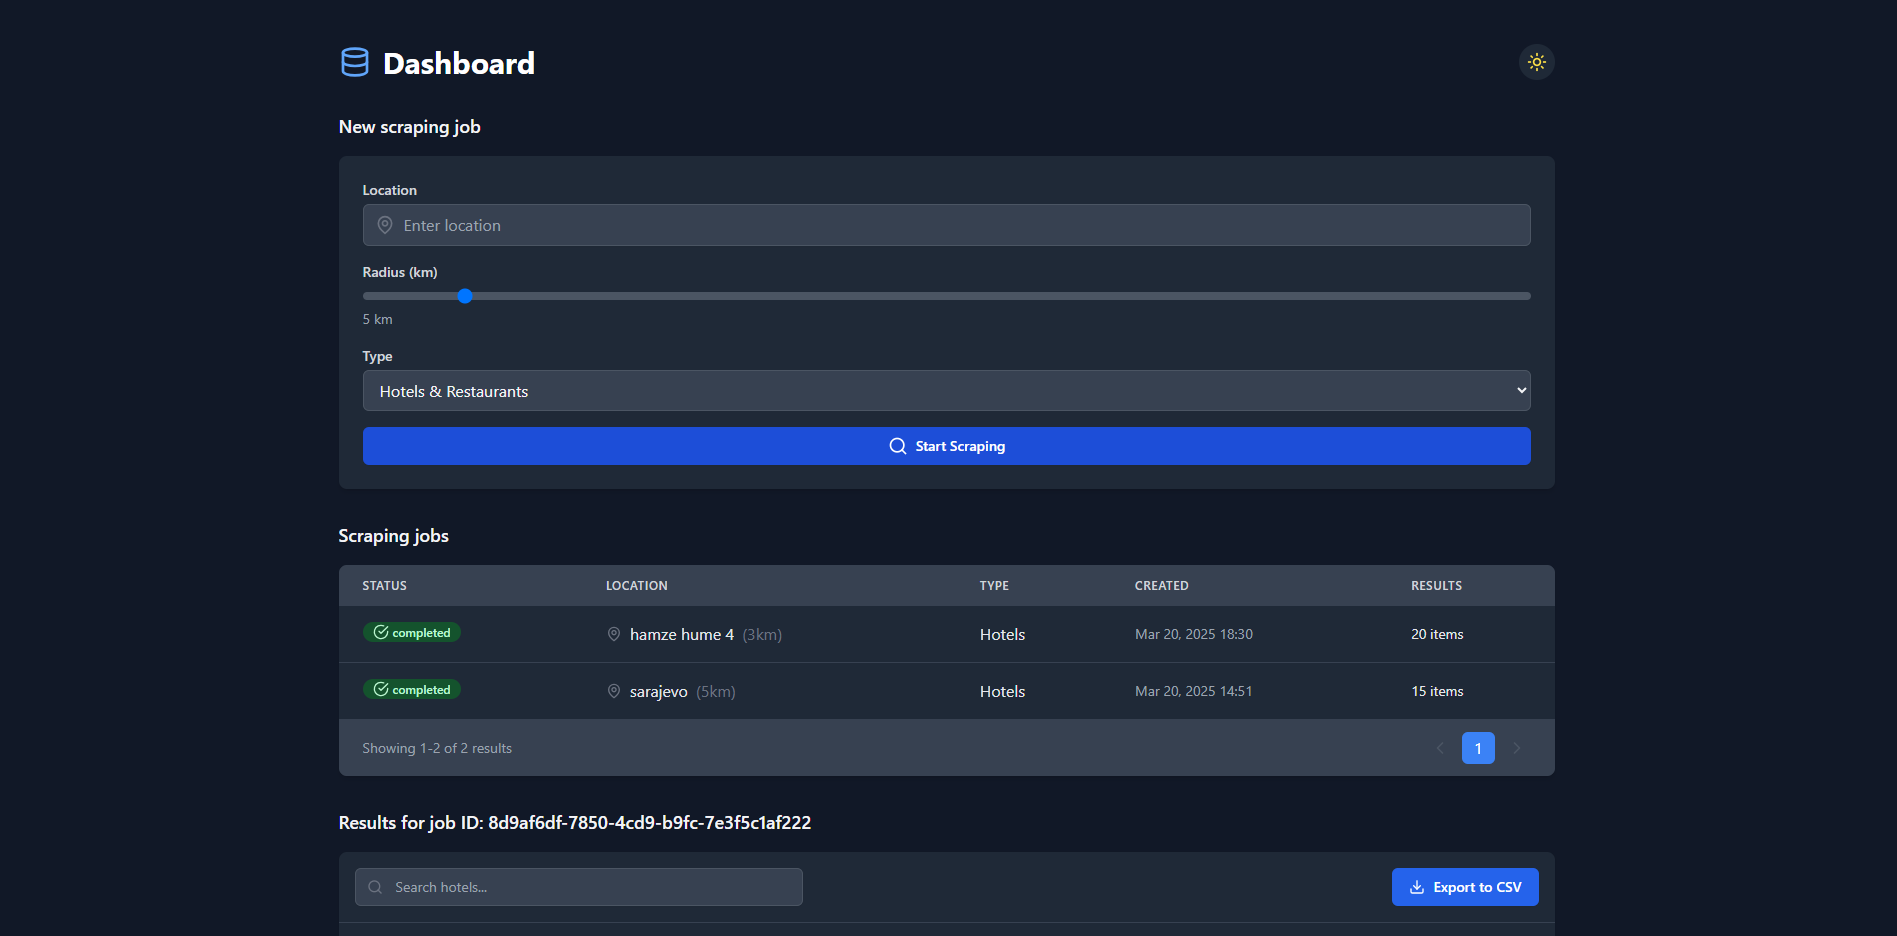 Dashboard
New scraping job
Location
Enter location
Radius (km)
5 km
Type
Hotels & Restaurants
Start Scraping
Scraping jobs
STATUS LOCATION TYPE CREATED RESULTS
completed hamze hume 4 (3km) Hotels Mar 20, 2025 18:30 20 items
completed sarajevo (5km) Hotels Mar 20, 2025 14:51 15 items
Showing 1-2 of 2 results 1
Results for job ID: 8d9af6df-7850-4cd9-b9fc-7e3f5c1af222
Search hotels... Export to CSV